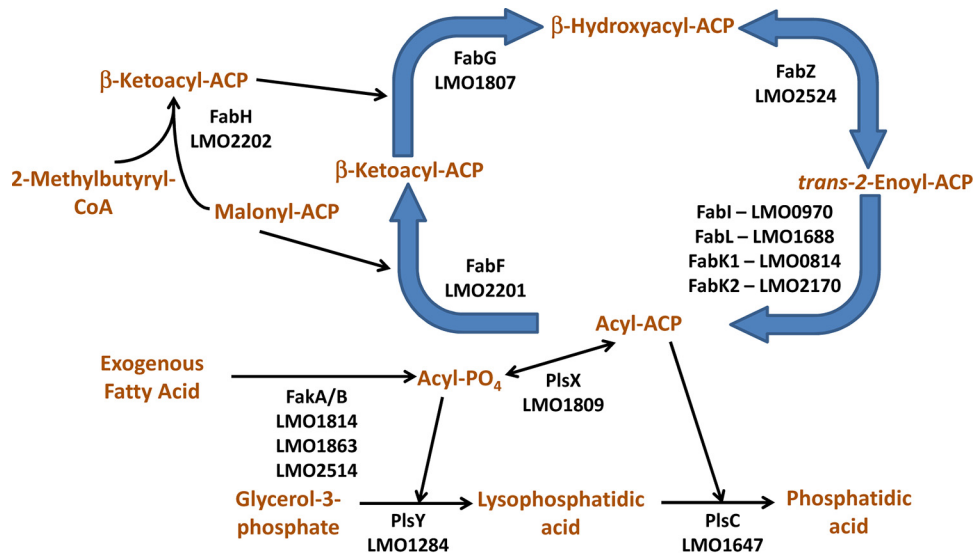 β-Hydroxyacyl-ACP
FabG
LMO1807
FabZ
LMO2524
β-Ketoacyl-ACP
FabH
LMO2202
2-Methylbutyryl-
CoA
Malonyl-ACP
β-Ketoacyl-ACP
trans-2-Enoyl-ACP
FabI – LMO0970
FabL – LMO1688
FabK1 – LMO0814
FabK2 – LMO2170
FabF
LMO2201
Acyl-ACP
Exogenous
Fatty Acid
Acyl-PO₄
PlsX
LMO1809
FakA/B
LMO1814
LMO1863
LMO2514
Glycerol-3-
phosphate
PlsY
LMO1284
Lysophosphatidic
acid
PlsC
LMO1647
Phosphatidic
acid